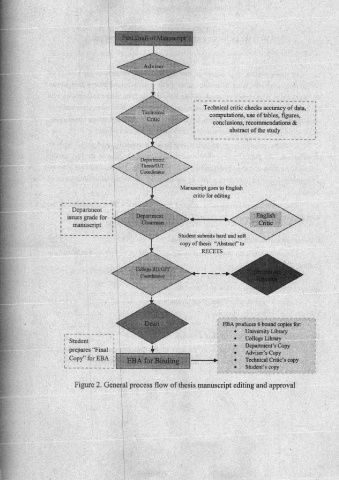 First Draft of Manuscript
Adviser
Technical
Critic
Technical critic checks accuracy of data,
computations, use of tables, figures,
conclusions, recommendations &
abstract of the study
Department
Thesis/OJT
Coordinator
Manuscript goes to English
critic for editing
Department
issues grade for
manuscript
Department
Chairman
English
Critic
Student submits hard and soft
copy of thesis "Abstract" to
RECETS
College RD/OJT
Coordinator
Dean
Student
prepares "Final
Copy" for EBA
EBA for Binding
EBA produces 6 bound copies for:
• University Library
• College Library
• Department's Copy
• Adviser's Copy
• Technical Critic's copy
• Student's copy
Figure 2. General process flow of thesis manuscript editing and approval